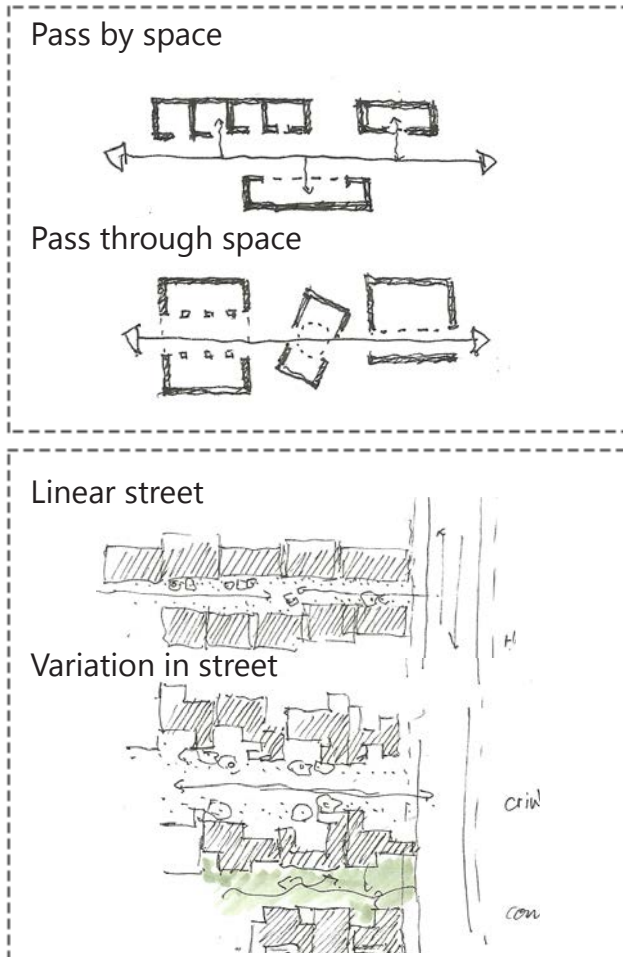 Pass by space
Pass through space
Linear street
Variation in street